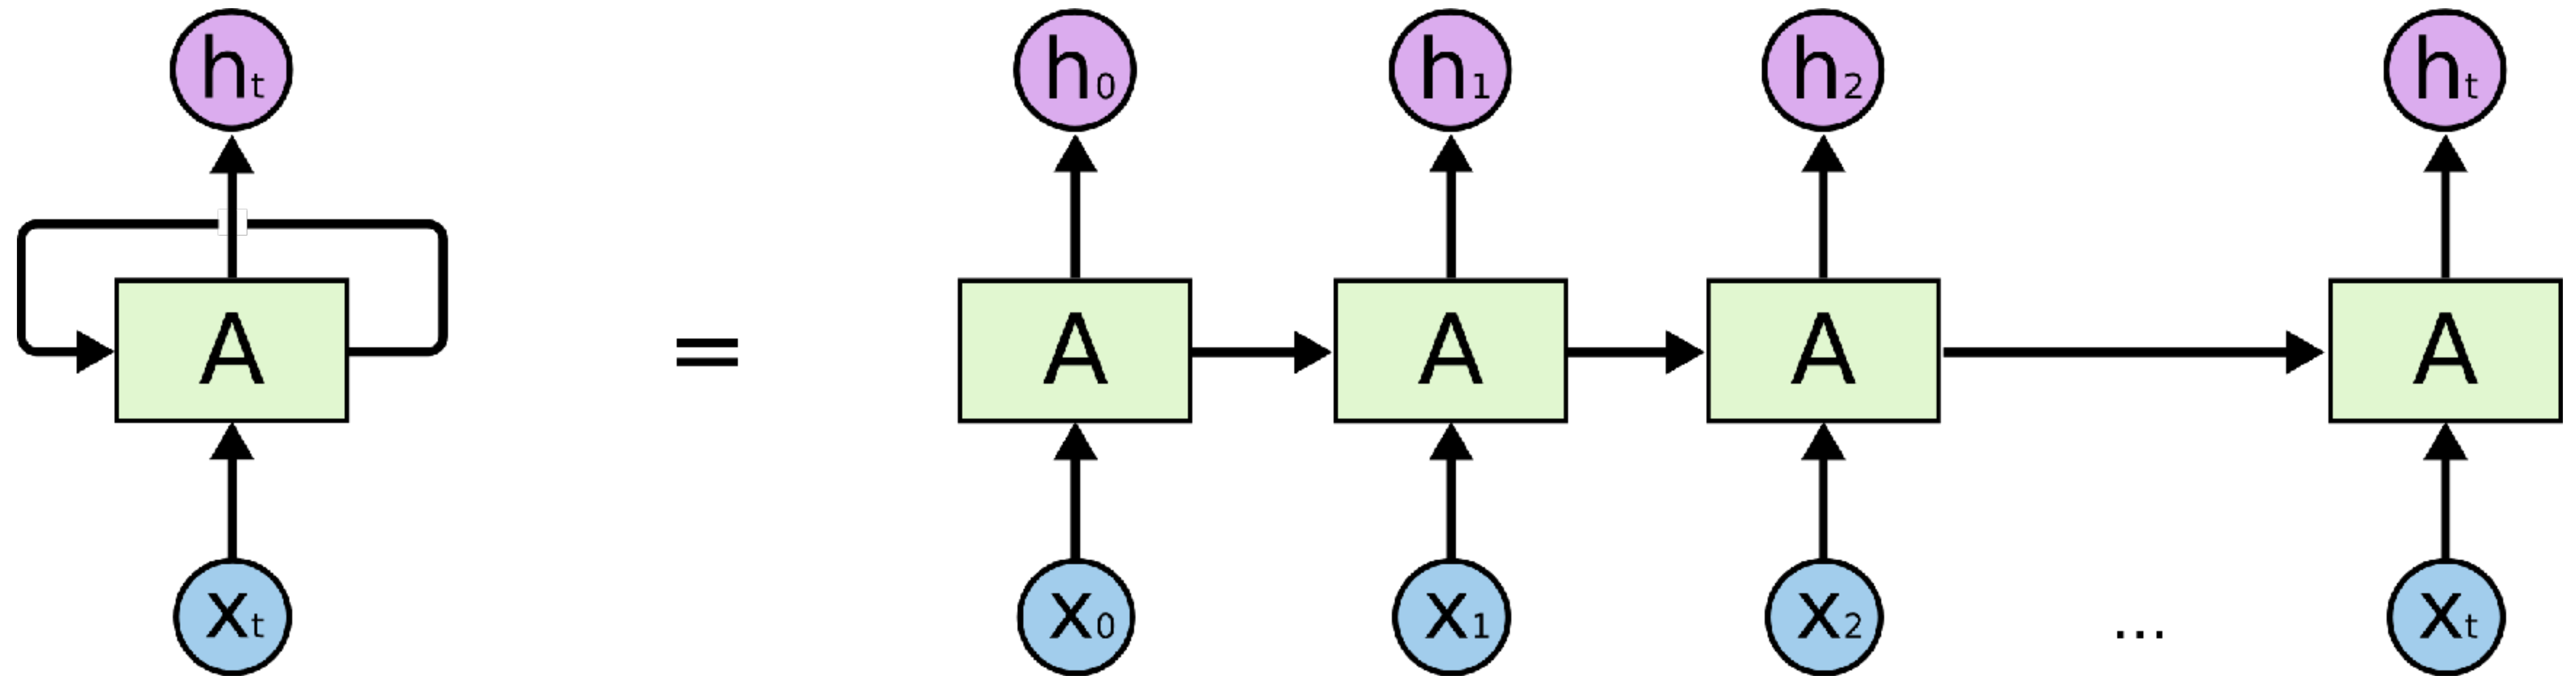 ht h0 h1 h2 ht
A = A A A A
xt x0 x1 x2 ... xt